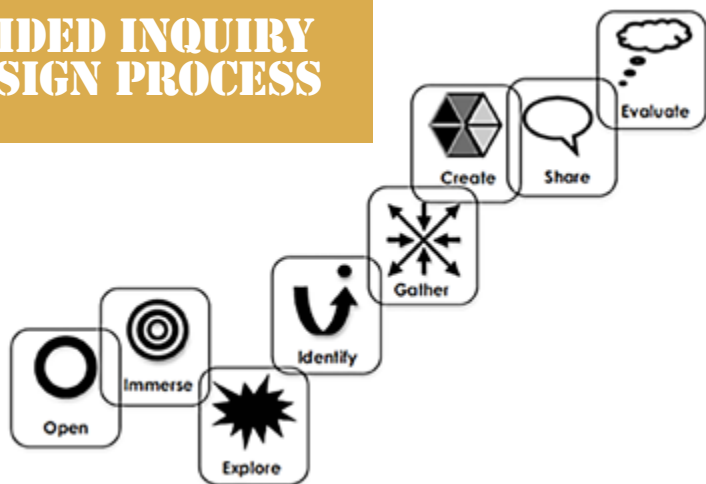 IDED INQUIRY
SIGN PROCESS
Open
Immerse
Explore
Identify
Gather
Create
Share
Evaluate